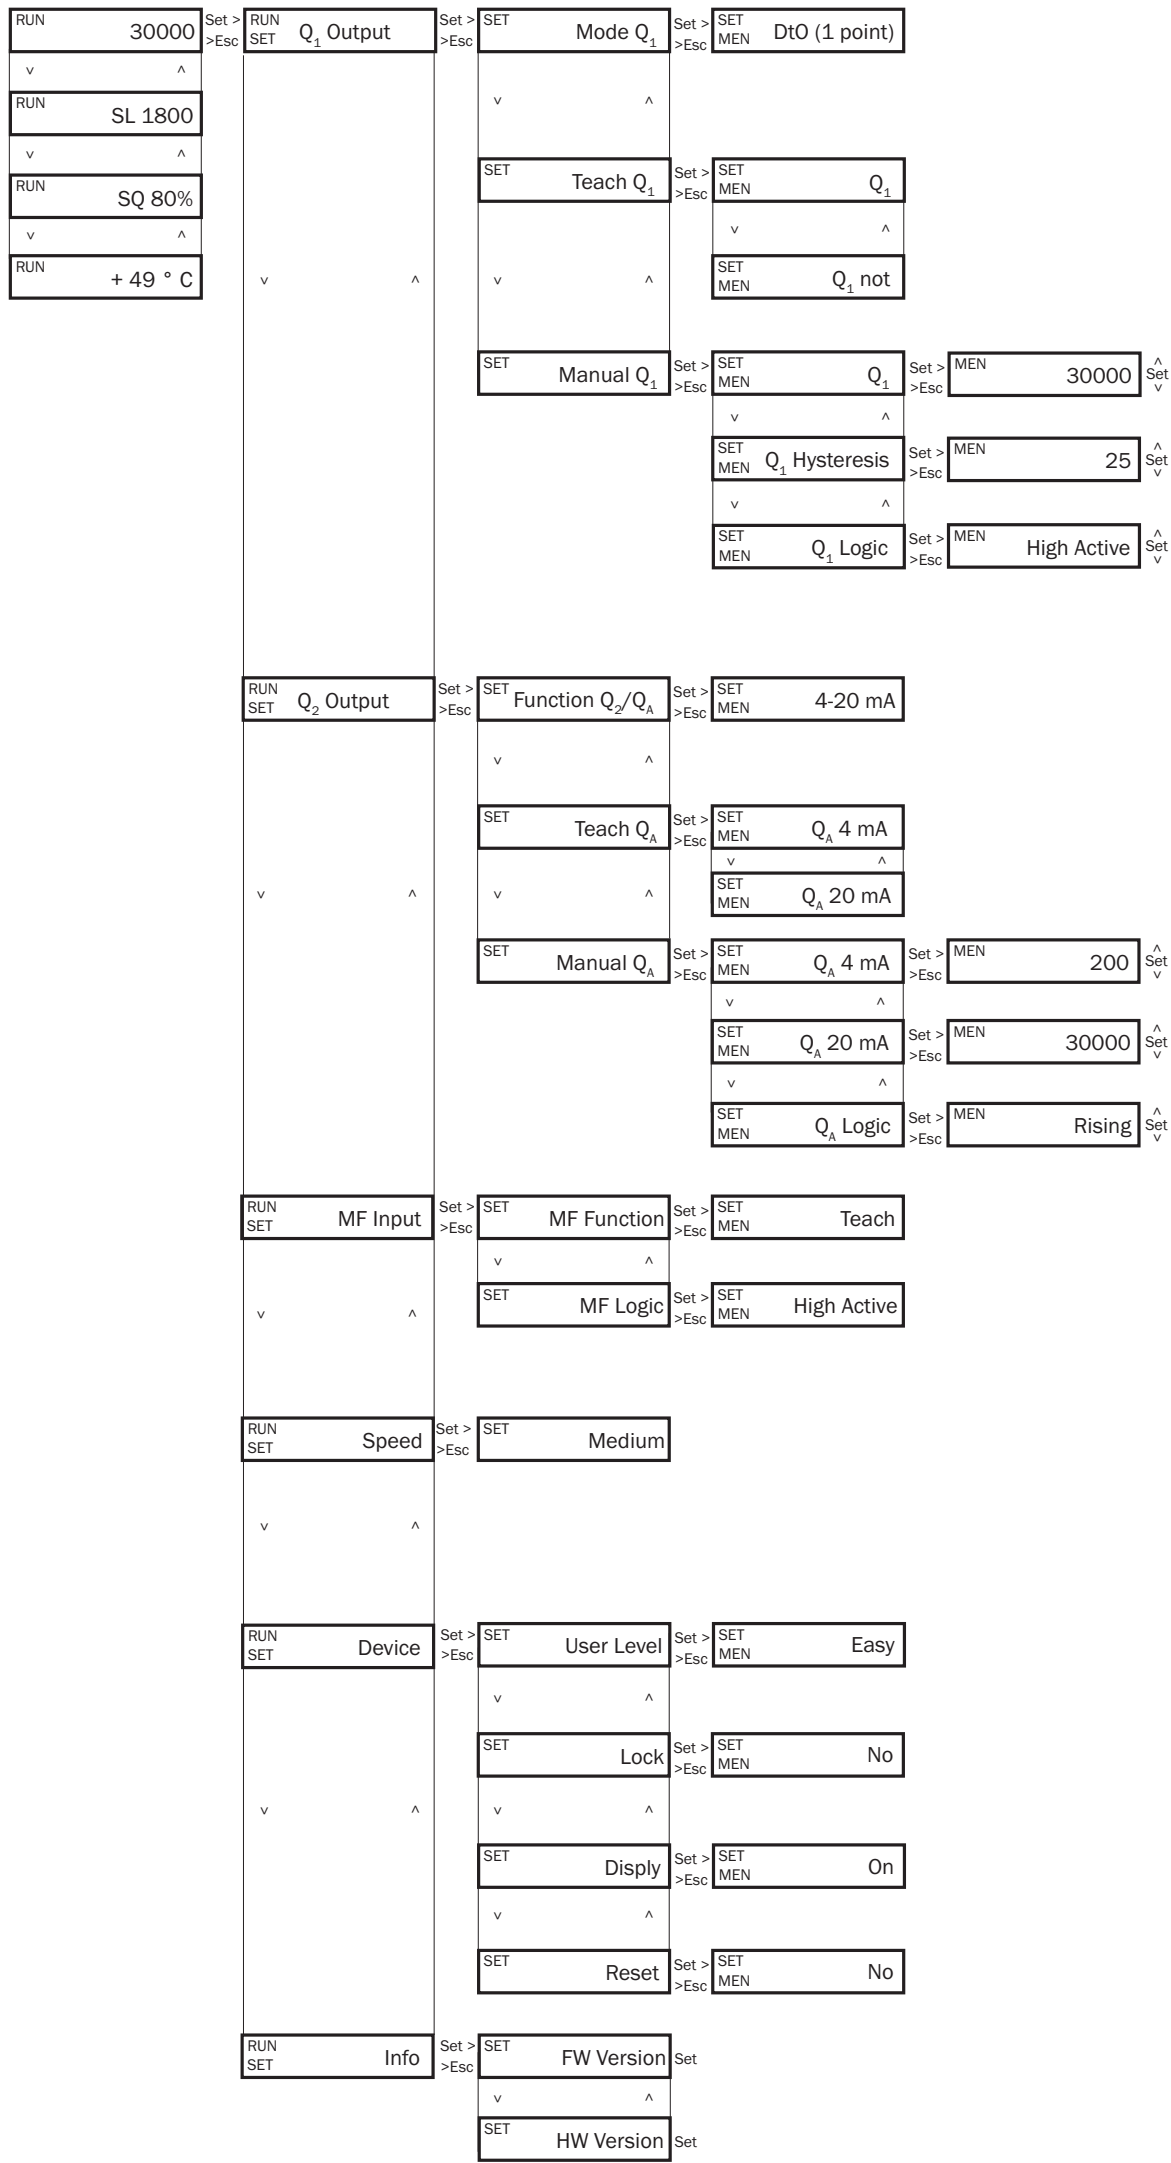 RUN 30000 Set > >Esc RUN SET Q₁ Output Set > >Esc SET Mode Q₁ Set > >Esc SET MEN DtO (1 point)
˅ ˄
RUN SL 1800
˅ ˄
˅ ˄
RUN SQ 80% SET Teach Q₁ Set > >Esc SET MEN Q₁
˅ ˄
˅ ˄
RUN + 49 ° C
˅ ˄
˅ ˄
SET MEN Q₁ not
SET Manual Q₁ Set > >Esc SET MEN Q₁ Set > >Esc MEN 30000 ˄ Set ˅
˅ ˄
SET MEN Q₁ Hysteresis Set > >Esc MEN 25 ˄ Set ˅
˅ ˄
SET MEN Q₁ Logic Set > >Esc MEN High Active ˄ Set ˅
RUN SET Q₂ Output Set > >Esc SET Function Q₂/Q_A Set > >Esc SET MEN 4-20 mA
˅ ˄
SET Teach Q_A Set > >Esc SET MEN Q_A 4 mA
˅ ˄
˅ ˄
˅ ˄
SET MEN Q_A 20 mA
SET Manual Q_A Set > >Esc SET MEN Q_A 4 mA Set > >Esc MEN 200 ˄ Set ˅
˅ ˄
SET MEN Q_A 20 mA Set > >Esc MEN 30000 ˄ Set ˅
˅ ˄
SET MEN Q_A Logic Set > >Esc MEN Rising ˄ Set ˅
RUN SET MF Input Set > >Esc SET MF Function Set > >Esc SET MEN Teach
˅ ˄
˅ ˄
SET MF Logic Set > >Esc SET MEN High Active
RUN SET Speed Set > >Esc SET Medium
˅ ˄
RUN SET Device Set > >Esc SET User Level Set > >Esc SET MEN Easy
˅ ˄
SET Lock Set > >Esc SET MEN No
˅ ˄
˅ ˄
SET Disply Set > >Esc SET MEN On
˅ ˄
SET Reset Set > >Esc SET MEN No
RUN SET Info Set > >Esc SET FW Version Set
˅ ˄
SET HW Version Set